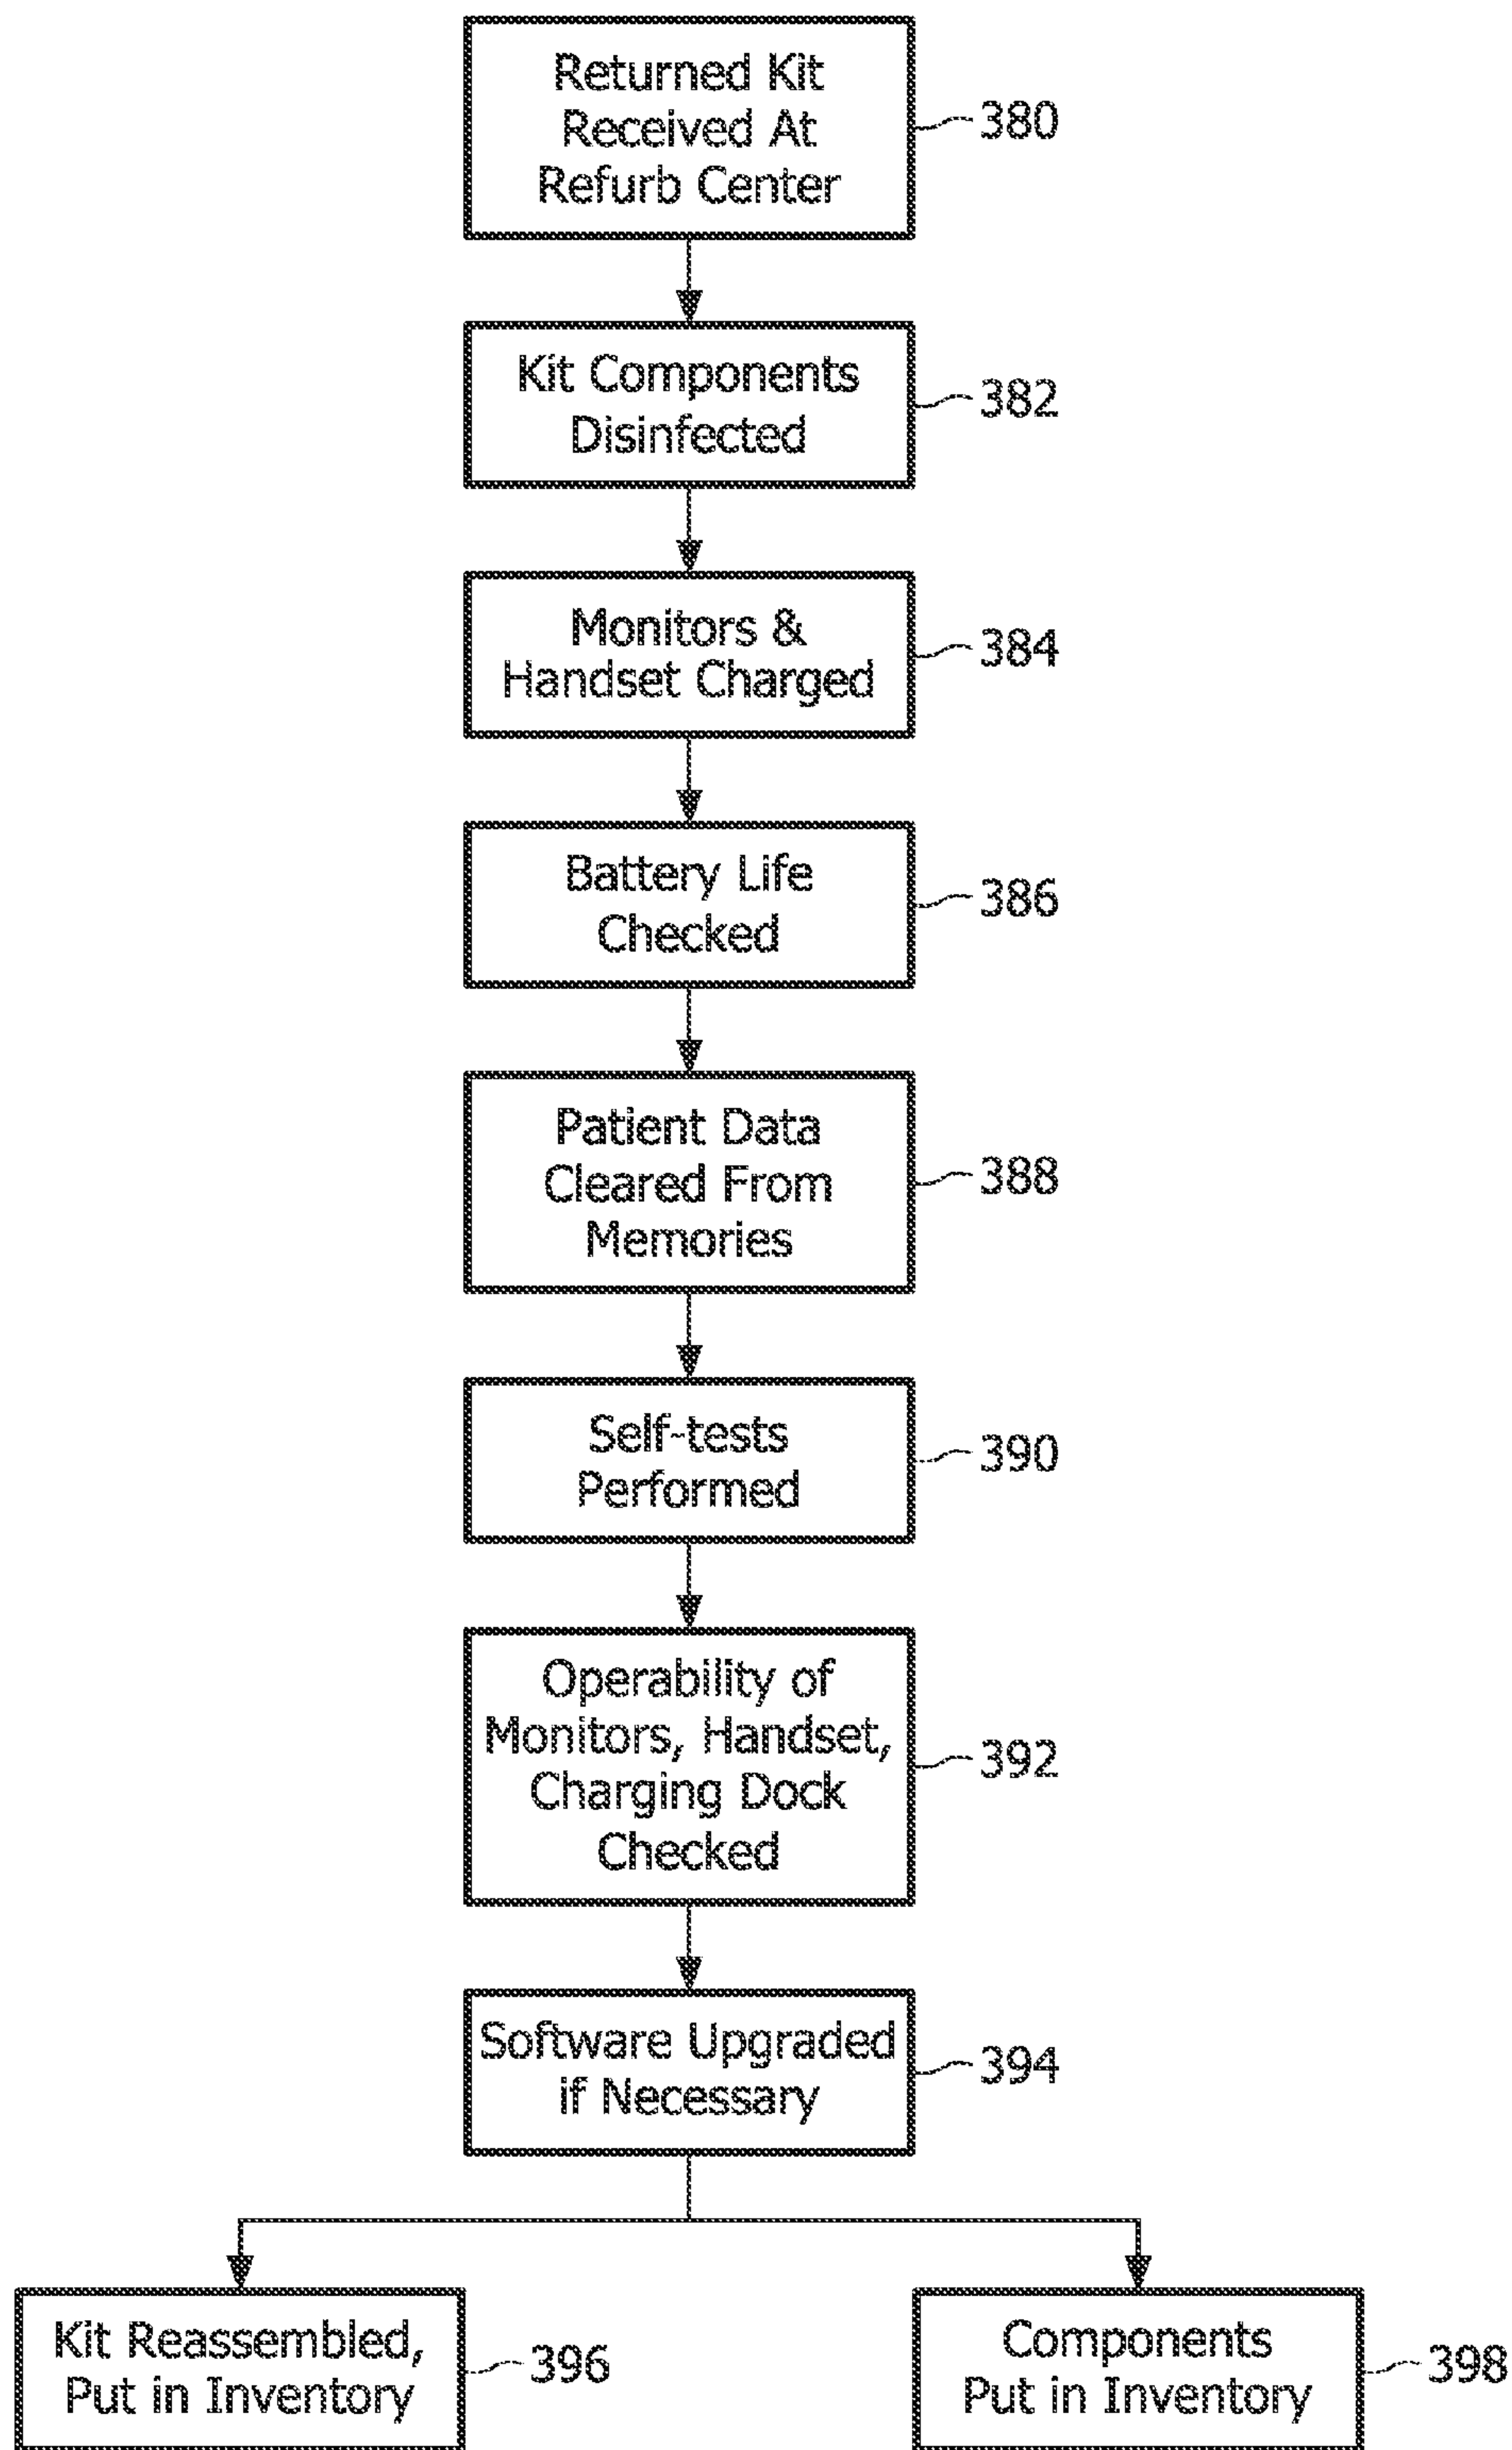 Returned Kit
Received At
Refurb Center
380
Kit Components
Disinfected
382
Monitors &
Handset Charged
384
Battery Life
Checked
386
Patient Data
Cleared From
Memories
388
Self-tests
Performed
390
Operability of
Monitors, Handset,
Charging Dock
Checked
392
Software Upgraded
if Necessary
394
Kit Reassembled,
Put in Inventory
396
Components
Put in Inventory
398